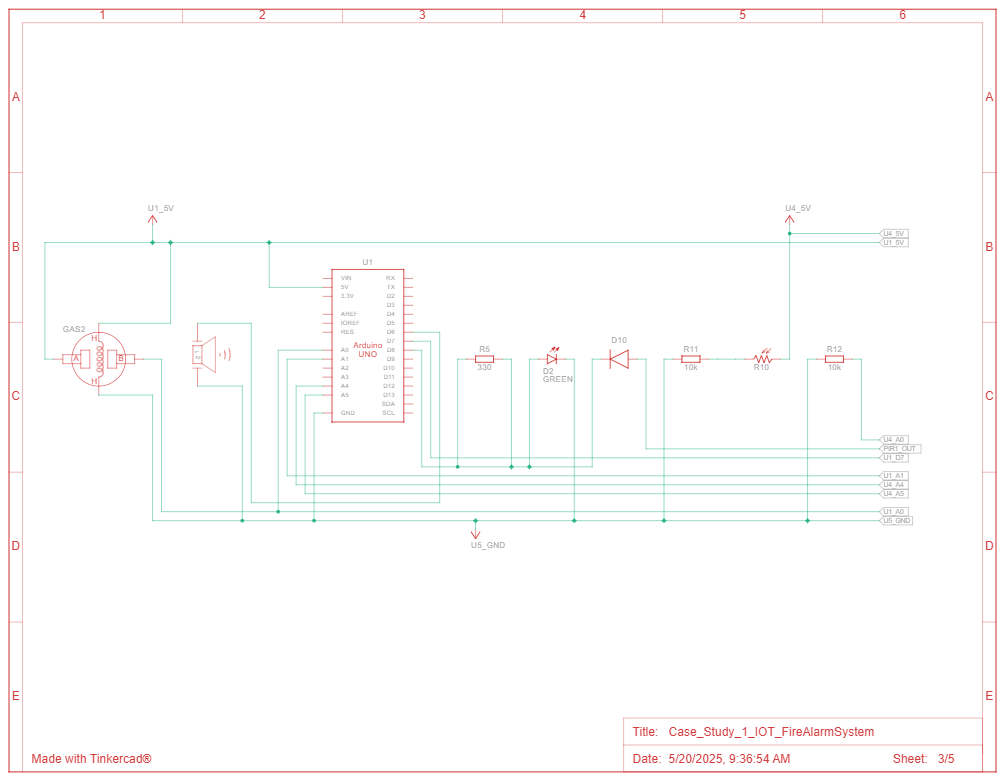 1 2 3 4 5 6
A A
U1_5V U4_5V
U4_5V
B B
U1_5V
U1
VIN RX
5V TX
3.3V D2
D3
AREF D4
IOREF D5
GAS2
RES D6
H
D7
D10
Arduino
UNO
A0 D8
R5 R11 R12
A B
A1 D9
330 10k R10 10k
A2 D10
D2
GREEN
H
A3 D11
A4 D12
A5 D13
C C
SDA
GND SCL
U4_A0
PIR1_OUT
U1_D7
U1_A1
U4_A4
U4_A5
U1_A0
U5_GND
U5_GND
D D
E E
Title: Case_Study_1_IOT_FireAlarmSystem
Made with Tinkercad®
Date: 5/20/2025, 9:36:54 AM Sheet: 3/5